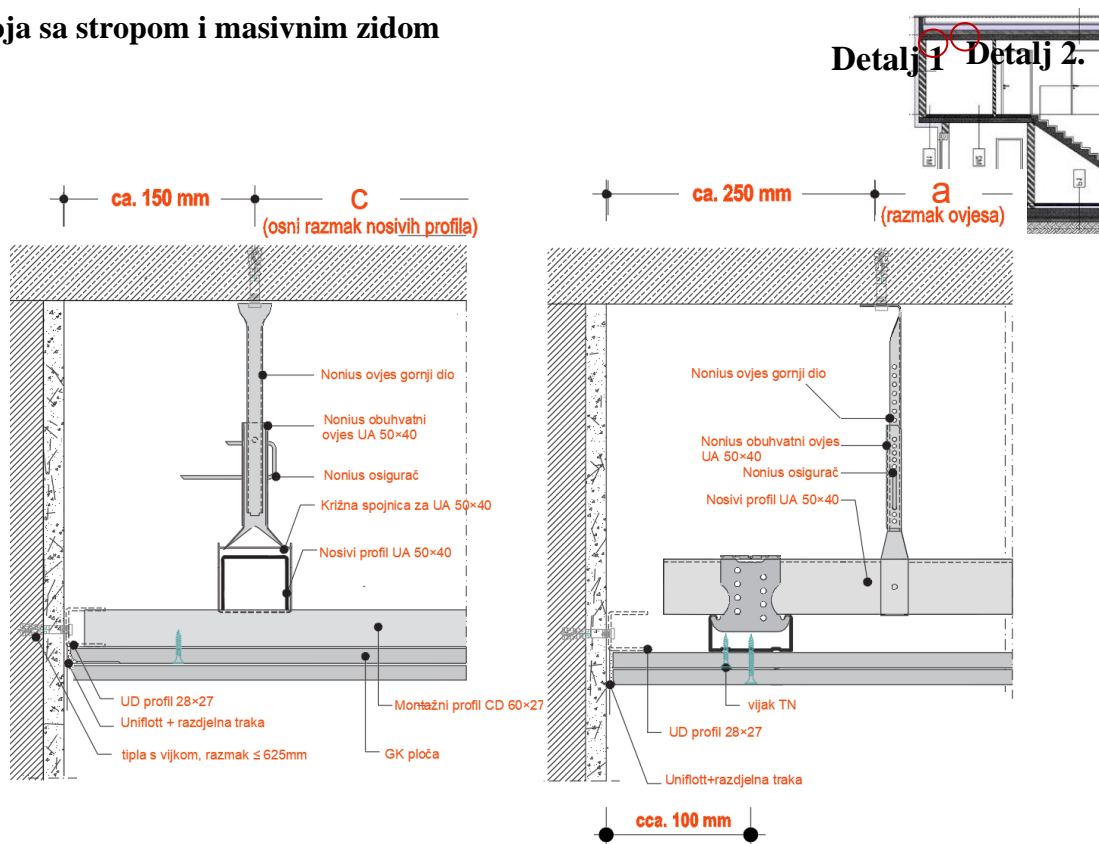 oja sa stropom i masivnim zidom
Detalj 1
Detalj 2.
ca. 150 mm
C
(osni razmak nosivih profila)
Nonius ovjes gornji dio
Nonius obuhvatni
ovjes UA 50×40
Nonius osigurač
Križna spojnica za UA 50×40
Nosivi profil UA 50×40
UD profil 28×27
Uniflott + razdjelna traka
tipla s vijkom, razmak ≤ 625mm
Montažni profil CD 60×27
GK ploča
ca. 250 mm
a
(razmak ovjesa)
Nonius ovjes gornji dio
Nonius obuhvatni ovjes
UA 50×40
Nonius osigurač
Nosivi profil UA 50×40
vijak TN
UD profil 28×27
Uniflott+razdjelna traka
cca. 100 mm